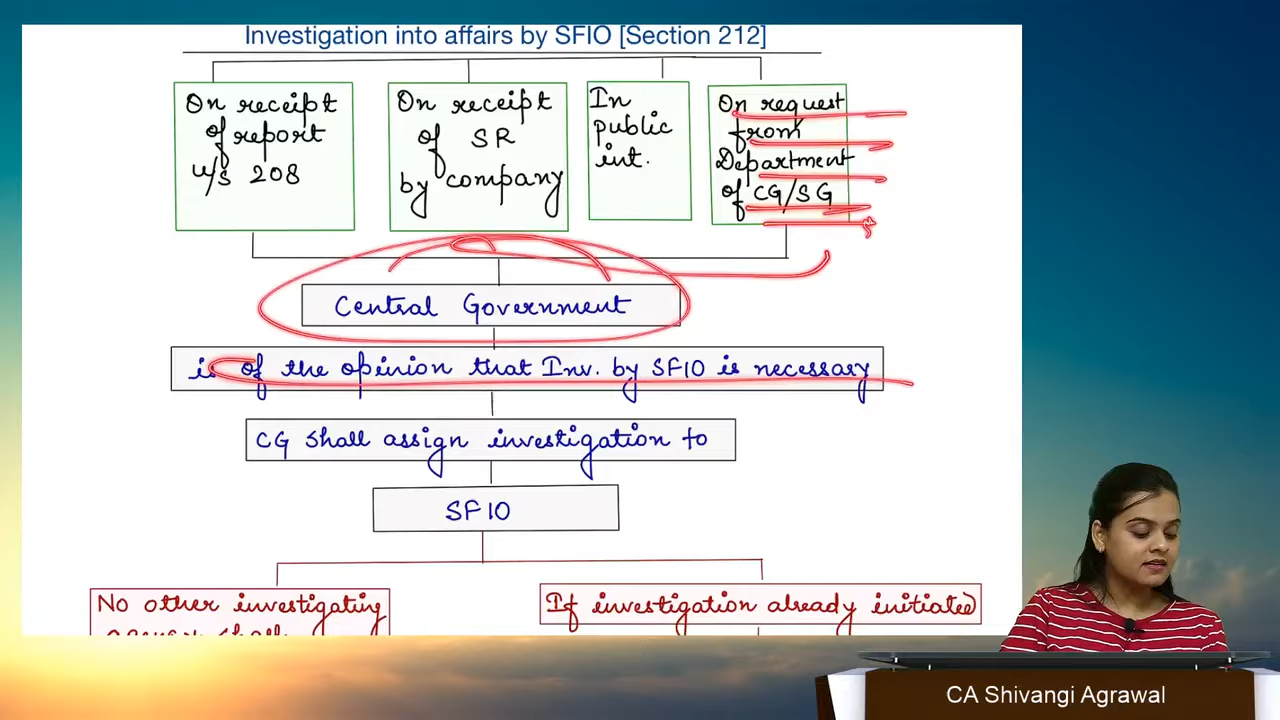 Investigation into affairs by SFIO [Section 212]
On receipt
of report
u/s 208
On receipt
of SR
by company
In
public
int.
On request
from
Department
of CG/SG
Central Government
is of the opinion that Inv. by SFIO is necessary
CG shall assign investigation to
SFIO
No other investigating
agency shall
If investigation already initiated
CA Shivangi Agrawal